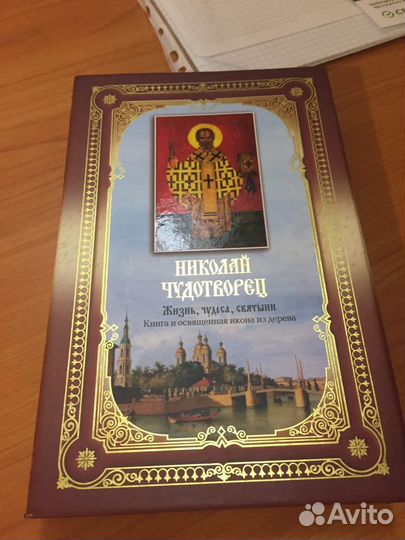 НИКОЛАЙ
ЧУДОТВОРЕЦ
Жизнь, чудеса, святыни
Книга и освященная икона из дерева
Avito